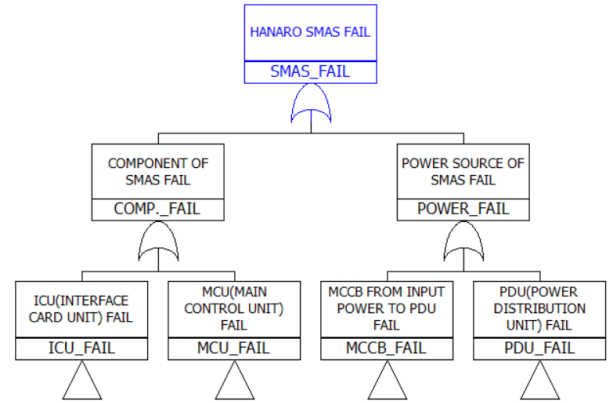 HANARO SMAS FAIL
SMAS_FAIL
COMPONENT OF
SMAS FAIL
COMP._FAIL
POWER SOURCE OF
SMAS FAIL
POWER_FAIL
ICU(INTERFACE
CARD UNIT) FAIL
ICU_FAIL
MCU(MAIN
CONTROL UNIT)
FAIL
MCU_FAIL
MCCB FROM INPUT
POWER TO PDU
FAIL
MCCB_FAIL
PDU(POWER
DISTRIBUTION
UNIT) FAIL
PDU_FAIL